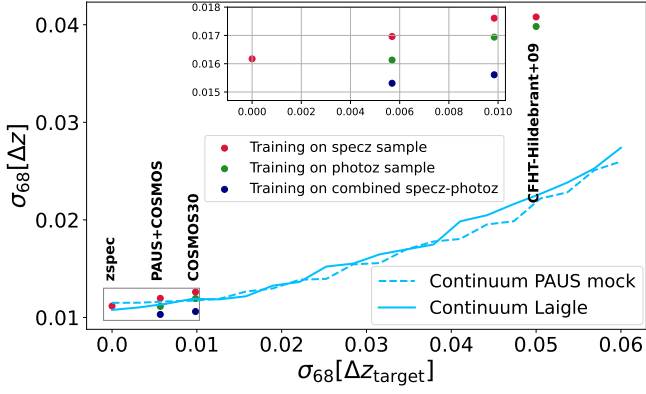 0.018
0.017
0.016
0.015
0.000 0.002 0.004 0.006 0.008 0.010
0.04
0.03
0.02
0.01
σ68[Δz]
zspec
PAUS+COSMOS
COSMOS30
CFHT-Hildebrant+09
Training on specz sample
Training on photoz sample
Training on combined specz-photoz
Continuum PAUS mock
Continuum Laigle
0.00 0.01 0.02 0.03 0.04 0.05 0.06
σ68[Δztarget]